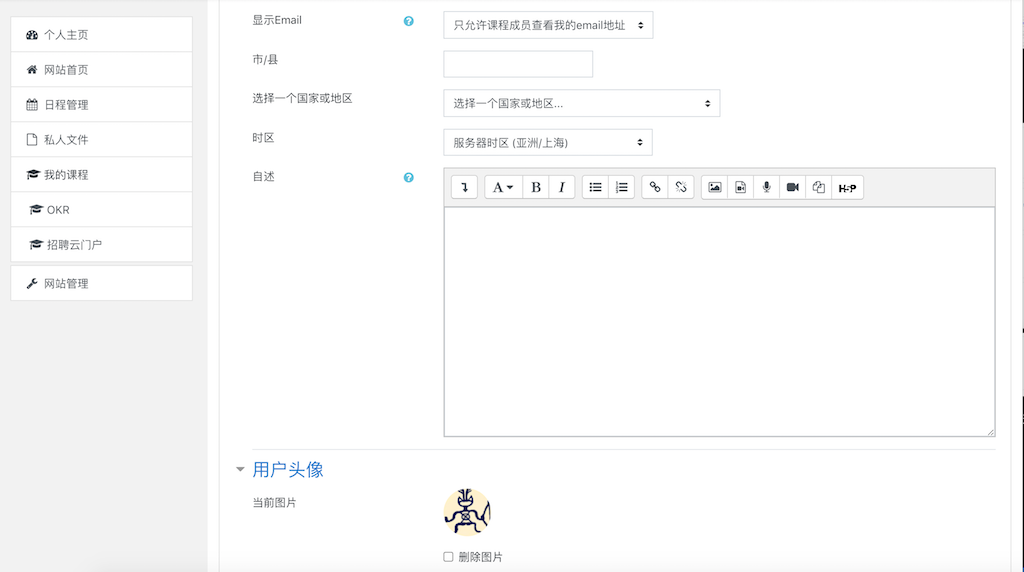 个人主页
网站首页
日程管理
私人文件
我的课程
OKR
招聘云门户
网站管理
显示Email
只允许课程成员查看我的email地址
市/县
选择一个国家或地区
选择一个国家或地区...
时区
服务器时区 (亚洲/上海)
自述
A B I H-P
用户头像
当前图片
删除图片